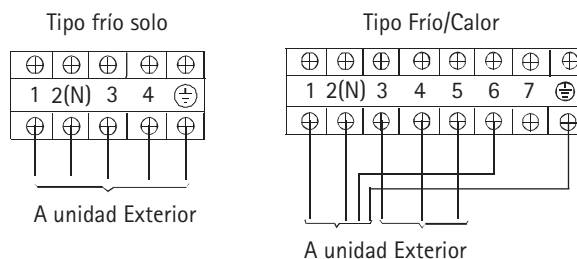 Tipo frío solo
1 2(N) 3 4
A unidad Exterior
Tipo Frío/Calor
1 2(N) 3 4 5 6 7
A unidad Exterior